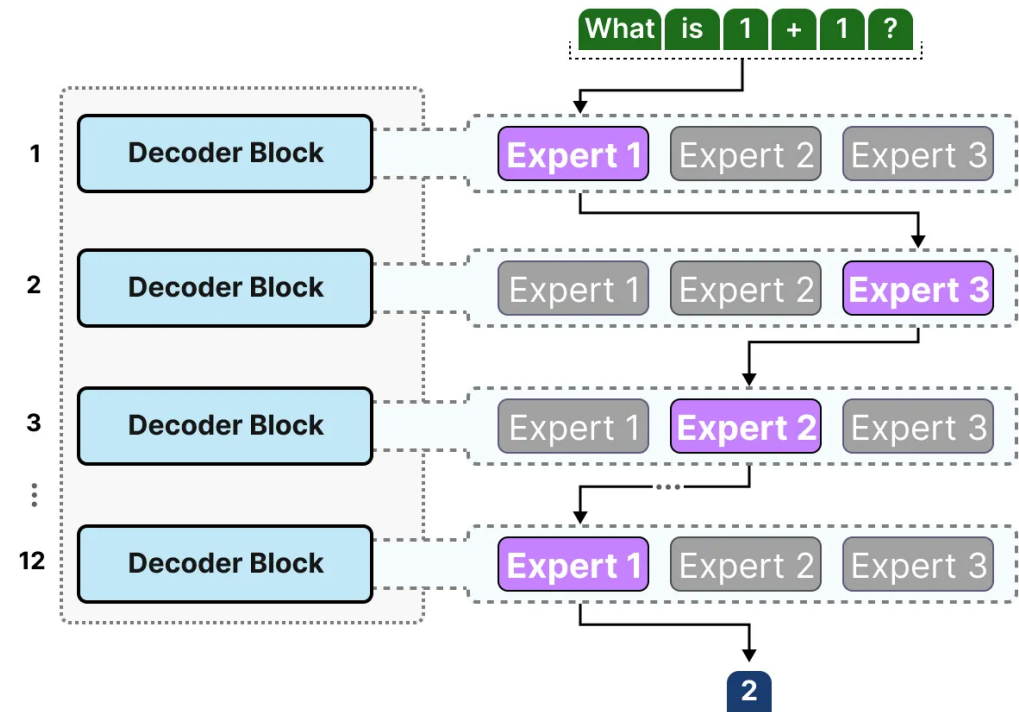 What is 1 + 1 ?
1 Decoder Block Expert 1 Expert 2 Expert 3
2 Decoder Block Expert 1 Expert 2 Expert 3
3 Decoder Block Expert 1 Expert 2 Expert 3
...
12 Decoder Block Expert 1 Expert 2 Expert 3
2